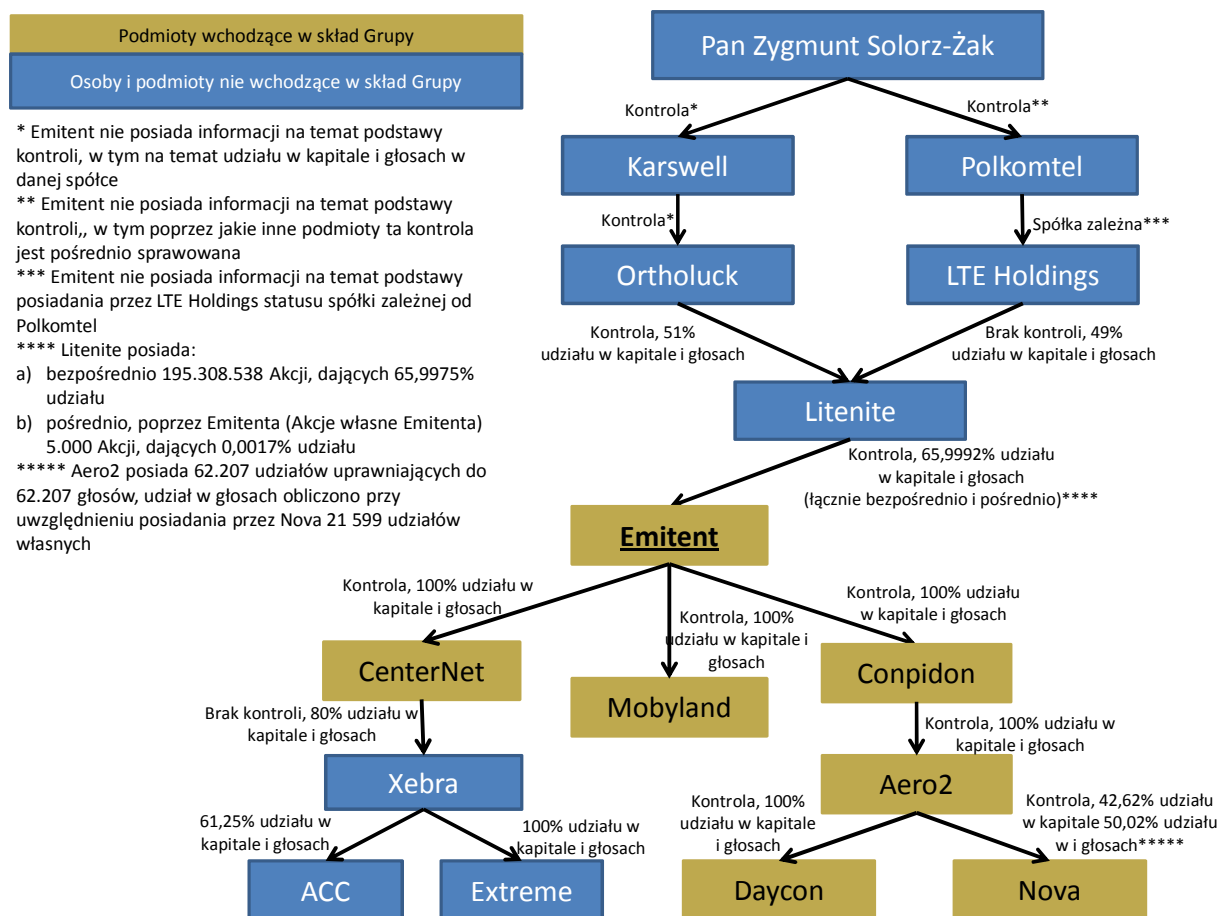 Podmioty wchodzące w skład Grupy
Osoby i podmioty nie wchodzące w skład Grupy
* Emitent nie posiada informacji na temat podstawy
kontroli, w tym na temat udziału w kapitale i głosach w
danej spółce
** Emitent nie posiada informacji na temat podstawy
kontroli,, w tym poprzez jakie inne podmioty ta kontrola
jest pośrednio sprawowana
*** Emitent nie posiada informacji na temat podstawy
posiadania przez LTE Holdings statusu spółki zależnej od
Polkomtel
**** Litenite posiada:
a) bezpośrednio 195.308.538 Akcji, dających 65,9975%
udziału
b) pośrednio, poprzez Emitenta (Akcje własne Emitenta)
5.000 Akcji, dających 0,0017% udziału
***** Aero2 posiada 62.207 udziałów uprawniających do
62.207 głosów, udział w głosach obliczono przy
uwzględnieniu posiadania przez Nova 21 599 udziałów
własnych
Pan Zygmunt Solorz-Żak
Kontrola*
Kontrola**
Karswell
Polkomtel
Kontrola*
Spółka zależna***
Ortholuck
LTE Holdings
Kontrola, 51%
udziału w kapitale i głosach
Brak kontroli, 49%
udziału w kapitale i głosach
Litenite
Kontrola, 65,9992% udziału
w kapitale i głosach
(łącznie bezpośrednio i pośrednio)****
Emitent
Kontrola, 100% udziału w
kapitale i głosach
Kontrola, 100%
udziału w kapitale i
głosach
Kontrola, 100% udziału
w kapitale i głosach
CenterNet
Mobyland
Conpidon
Brak kontroli, 80% udziału w
kapitale i głosach
Kontrola, 100% udziału w
kapitale i głosach
Xebra
Aero2
61,25% udziału w
kapitale i głosach
100% udziału w
kapitale i głosach
Kontrola, 100%
udziału w kapitale
i głosach
Kontrola, 42,62% udziału
w kapitale 50,02% udziału
w i głosach*****
ACC
Extreme
Daycon
Nova